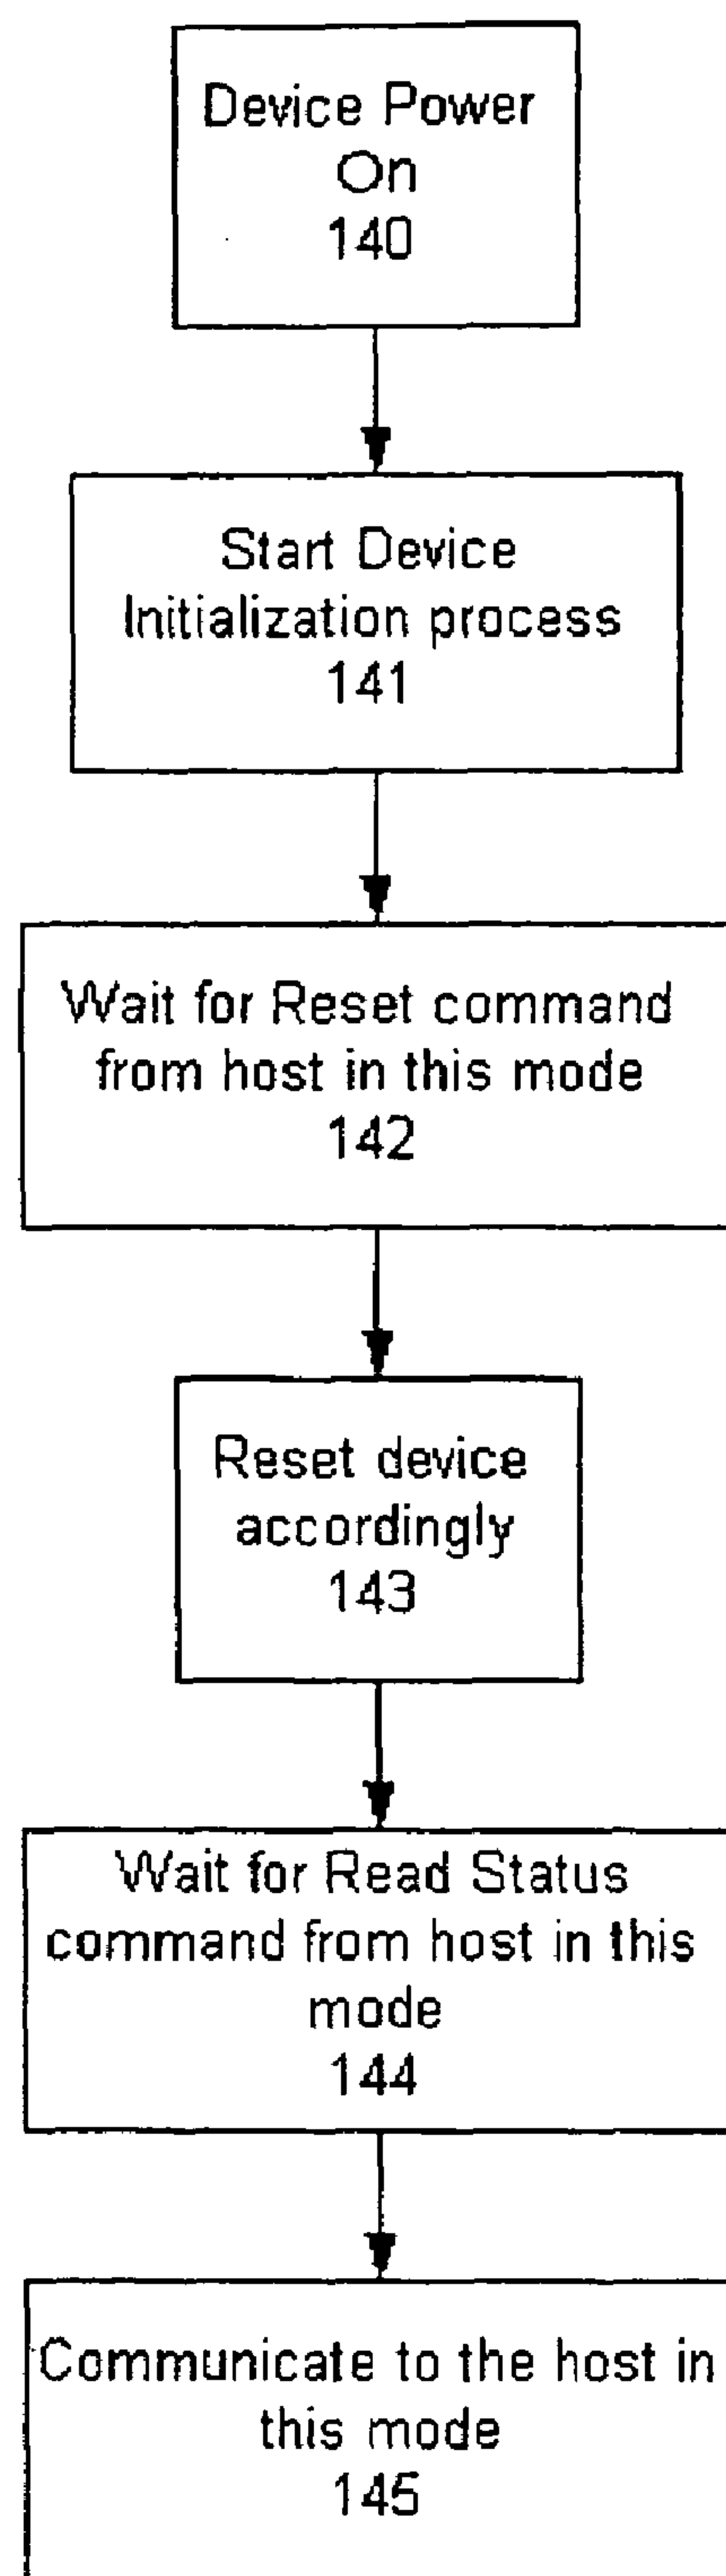 Device Power
On
140
Start Device
Initialization process
141
Wait for Reset command
from host in this mode
142
Reset device
accordingly
143
Wait for Read Status
command from host in this
mode
144
Communicate to the host in
this mode
145